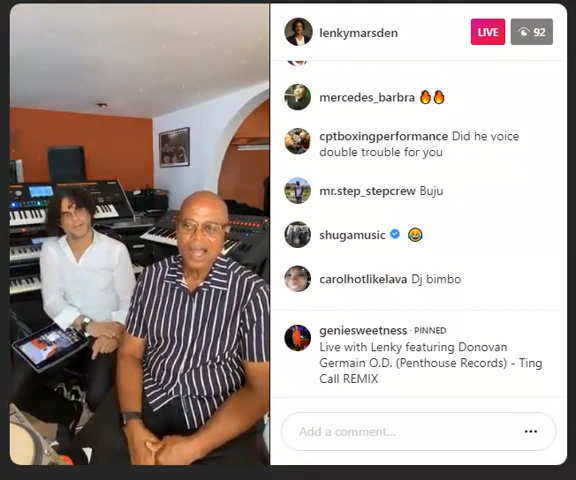 lenkymarsden
LIVE
92
mercedes_barbra 🔥🔥
cptboxingperformance Did he voice
double trouble for you
mr.step_stepcrew Buju
shugamusic 😂
carolhotlikelava Dj bimbo
geniesweetness · PINNED
Live with Lenky featuring Donovan
Germain O.D. (Penthouse Records) - Ting
Call REMIX
Add a comment...